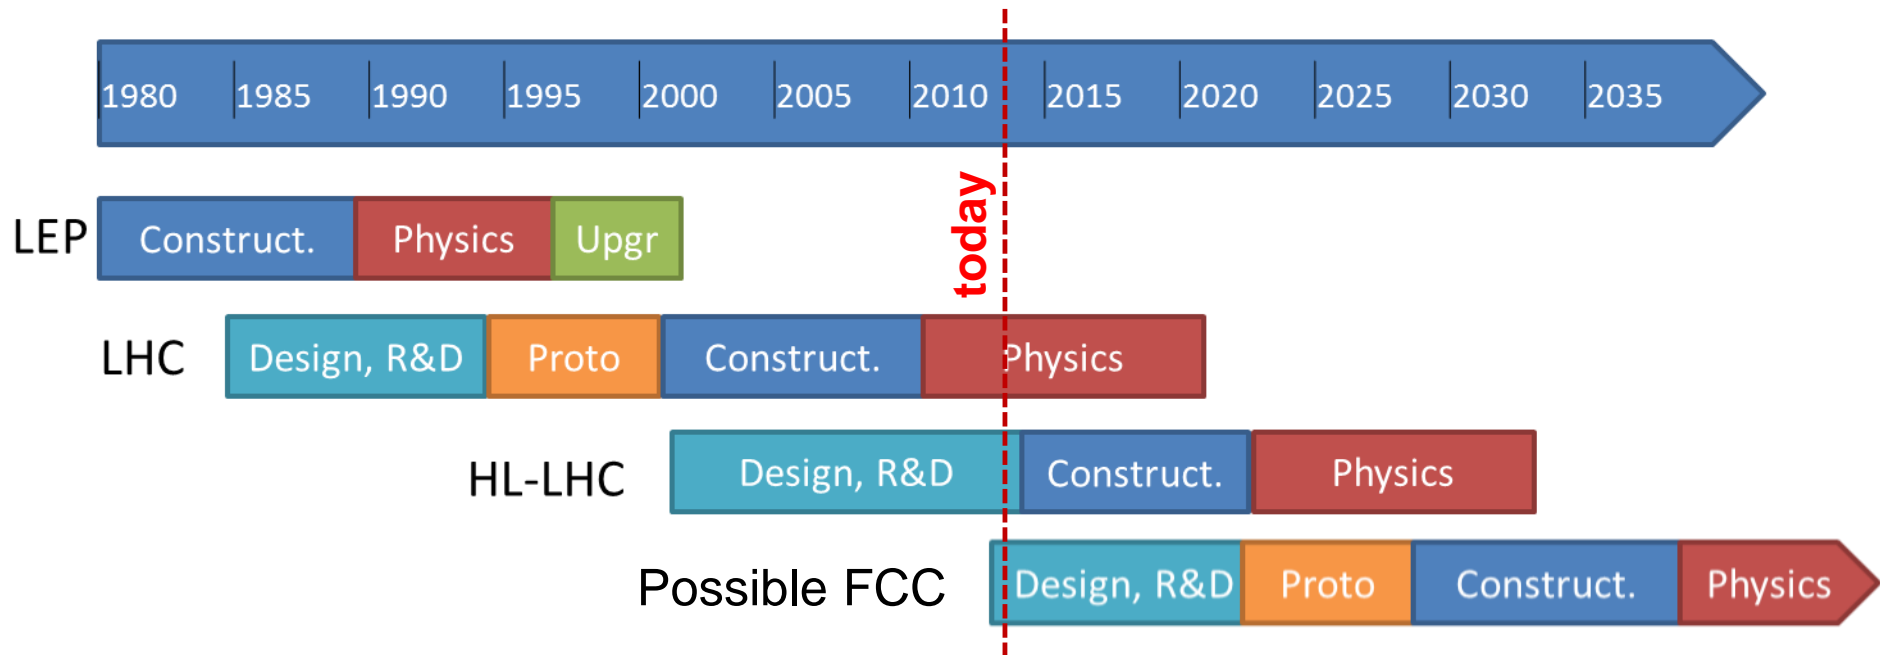 1980 1985 1990 1995 2000 2005 2010 2015 2020 2025 2030 2035
today
LEP Construct. Physics Upgr
LHC Design, R&D Proto Construct. Physics
HL-LHC Design, R&D Construct. Physics
Possible FCC Design, R&D Proto Construct. Physics